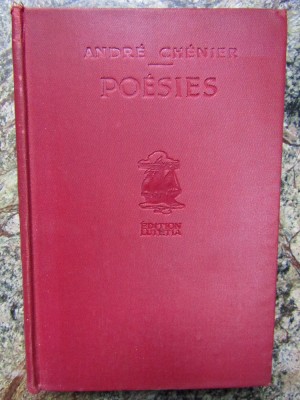 ANDRÉ CHÉNIER
POÉSIES
ÉDITION
LUTETIA